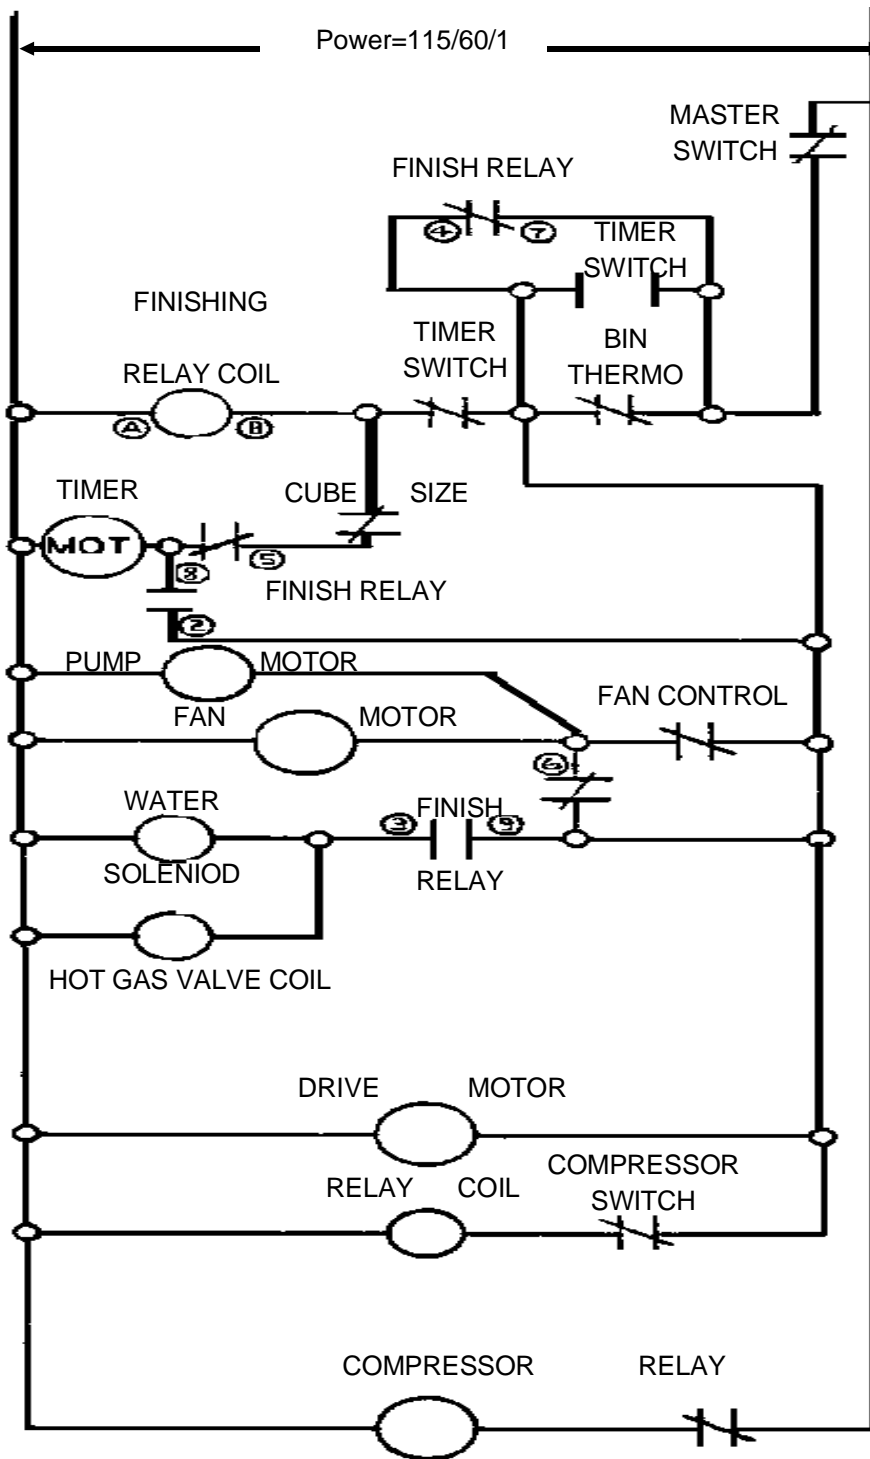 Power=115/60/1
MASTER
SWITCH
FINISH RELAY
4 7
TIMER
SWITCH
FINISHING
RELAY COIL
TIMER
SWITCH
BIN
THERMO
A B
TIMER
CUBE SIZE
MOT
8 5
FINISH RELAY
2
PUMP MOTOR
FAN CONTROL
FAN MOTOR
6
WATER
SOLENIOD
3 FINISH 9
RELAY
HOT GAS VALVE COIL
DRIVE MOTOR
RELAY COIL
COMPRESSOR
SWITCH
COMPRESSOR RELAY